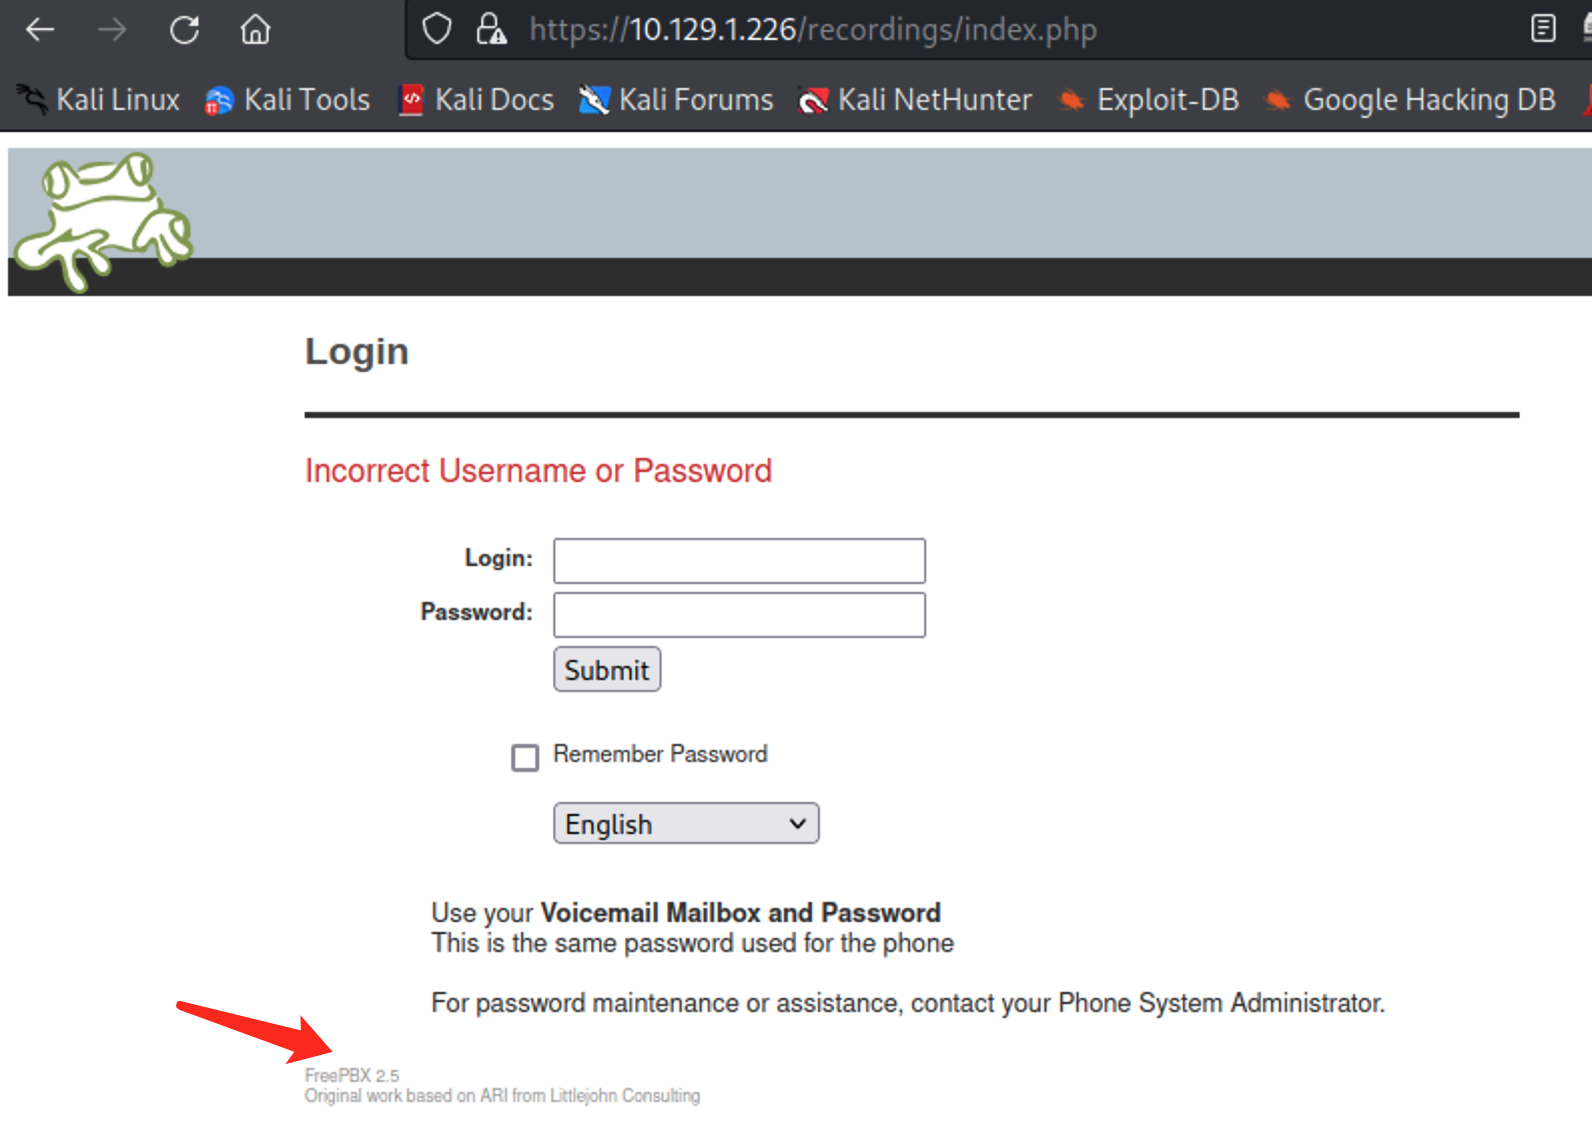 https://10.129.1.226/recordings/index.php
Kali Linux Kali Tools Kali Docs Kali Forums Kali NetHunter Exploit-DB Google Hacking DB
Login
Incorrect Username or Password
Login:
Password:
Submit
Remember Password
English
Use your Voicemail Mailbox and Password
This is the same password used for the phone
For password maintenance or assistance, contact your Phone System Administrator.
FreePBX 2.5
Original work based on ARI from Littlejohn Consulting